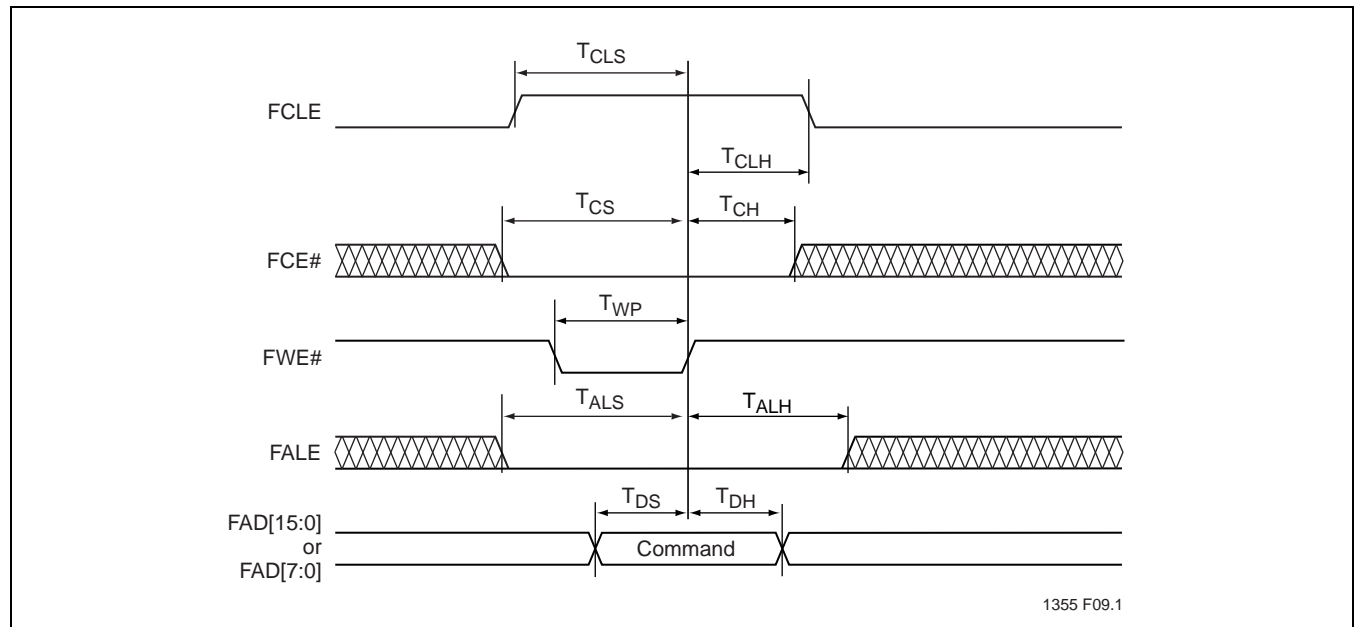 TCLS
FCLE
TCLH
TCS
TCH
FCE#
TWP
FWE#
TALS
TALH
FALE
TDS
TDH
FAD[15:0]
or
FAD[7:0]
Command
1355 F09.1